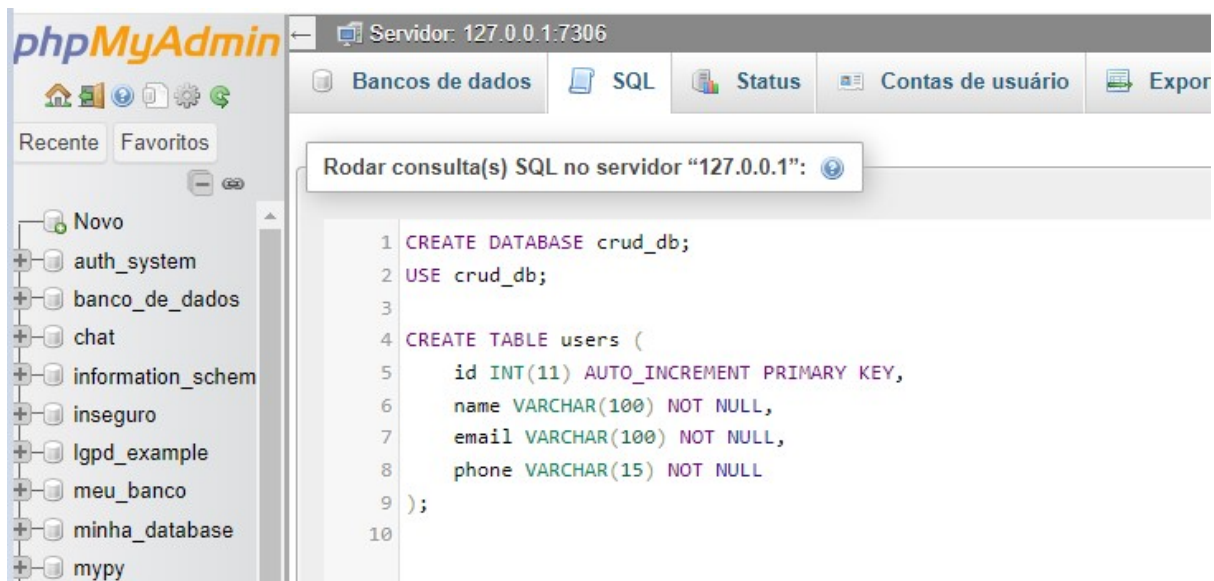 phpMyAdmin
Recente Favoritos
Novo
auth_system
banco_de_dados
chat
information_schem
inseguro
lgpd_example
meu_banco
minha_database
mypy
← Servidor: 127.0.0.1:7306
Bancos de dados SQL Status Contas de usuário Expor
Rodar consulta(s) SQL no servidor “127.0.0.1”:
1 CREATE DATABASE crud_db;
2 USE crud_db;
3
4 CREATE TABLE users (
5 id INT(11) AUTO_INCREMENT PRIMARY KEY,
6 name VARCHAR(100) NOT NULL,
7 email VARCHAR(100) NOT NULL,
8 phone VARCHAR(15) NOT NULL
9 );
10